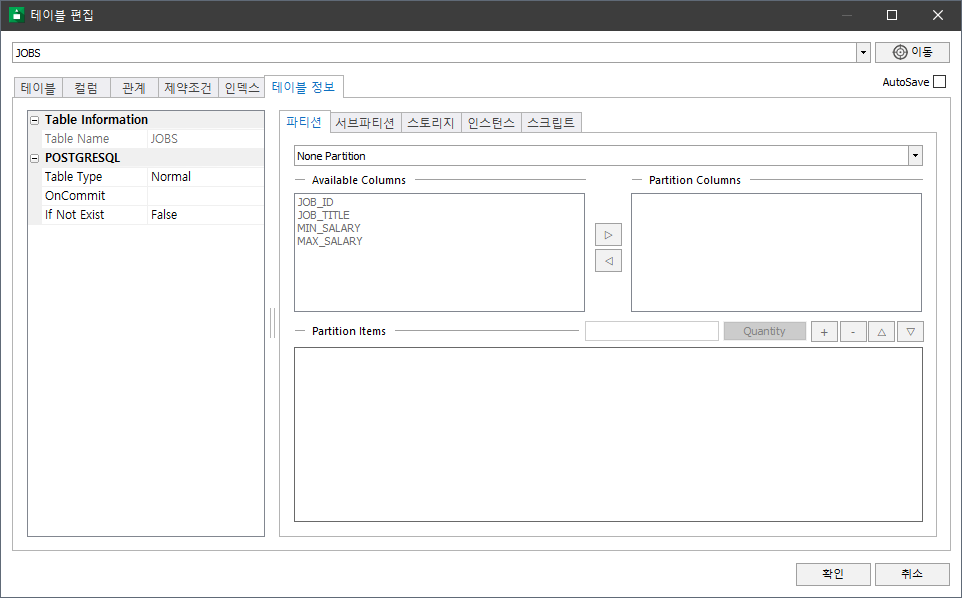 테이블 편집
JOBS
이동
테이블 컬럼 관계 제약조건 인덱스 테이블 정보
AutoSave
Table Information
Table Name JOBS
POSTGRESQL
Table Type Normal
OnCommit
If Not Exist False
파티션 서브파티션 스토리지 인스턴스 스크립트
None Partition
Available Columns
JOB_ID
JOB_TITLE
MIN_SALARY
MAX_SALARY
Partition Columns
Partition Items
Quantity
+ -
확인 취소